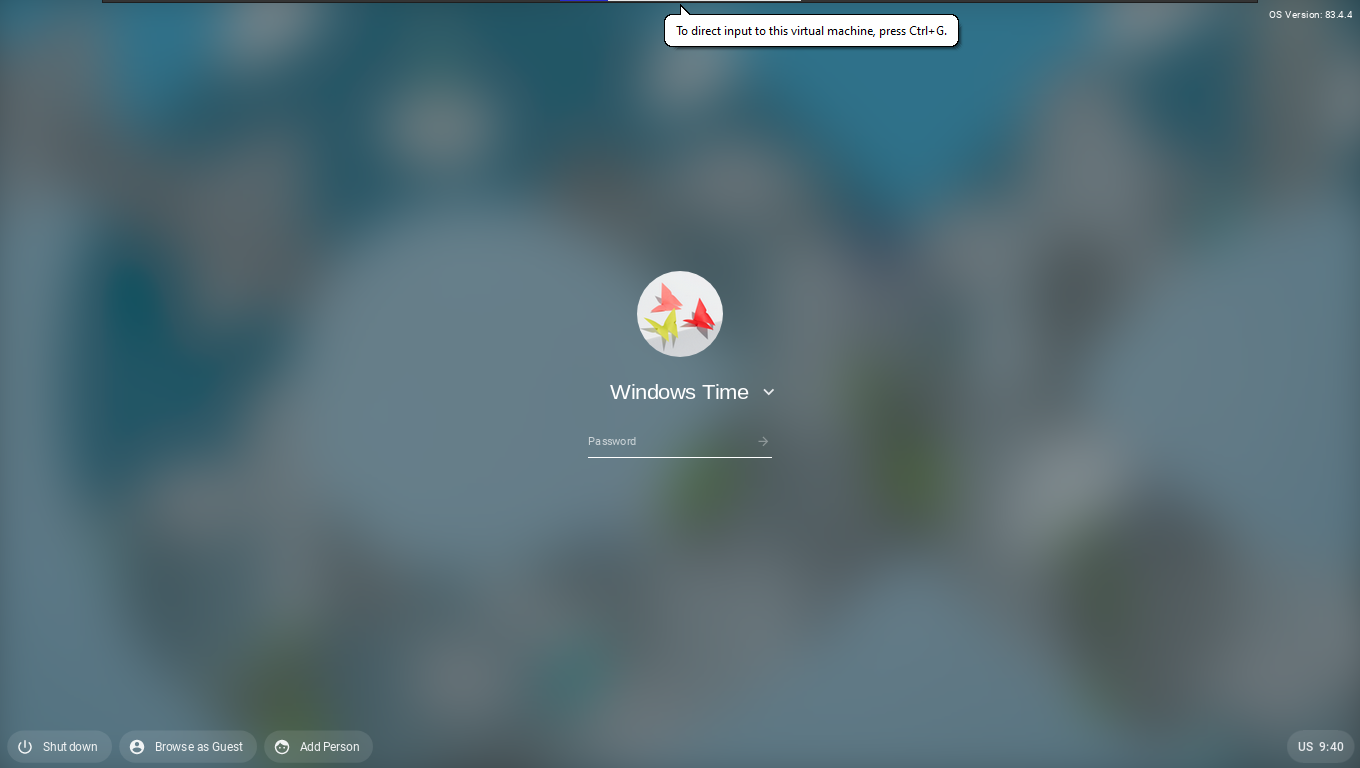 OS Version: 83.4.4
To direct input to this virtual machine, press Ctrl+G.
Windows Time
Password
Shut down
Browse as Guest
Add Person
US 9:40